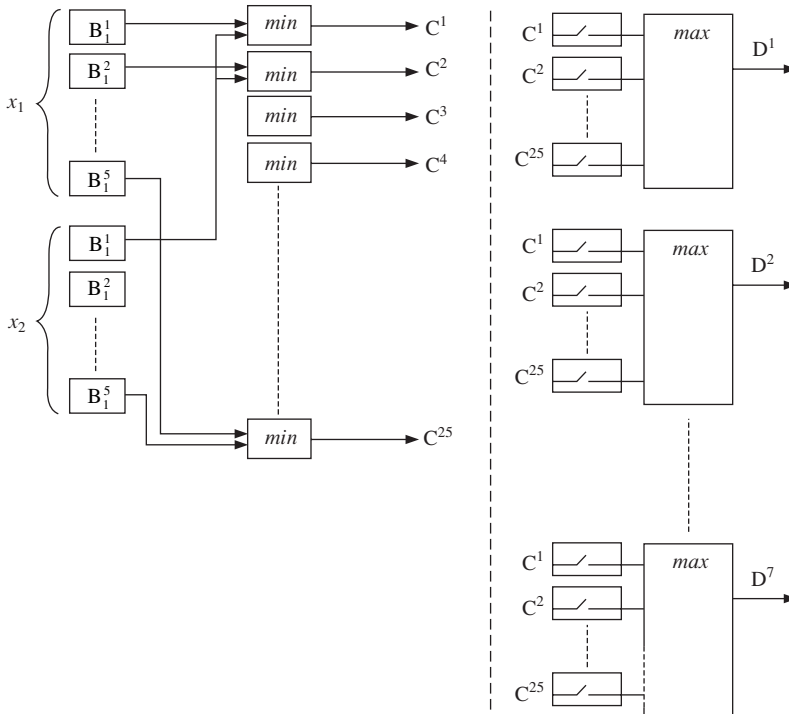 x₁
B₁¹
B₁²
B₁⁵
x₂
B₁¹
B₁²
B₁⁵
min
C¹
min
C²
min
C³
min
C⁴
min
C²⁵
C¹
C²
C²⁵
max
D¹
C¹
C²
C²⁵
max
D²
C¹
C²
C²⁵
max
D⁷